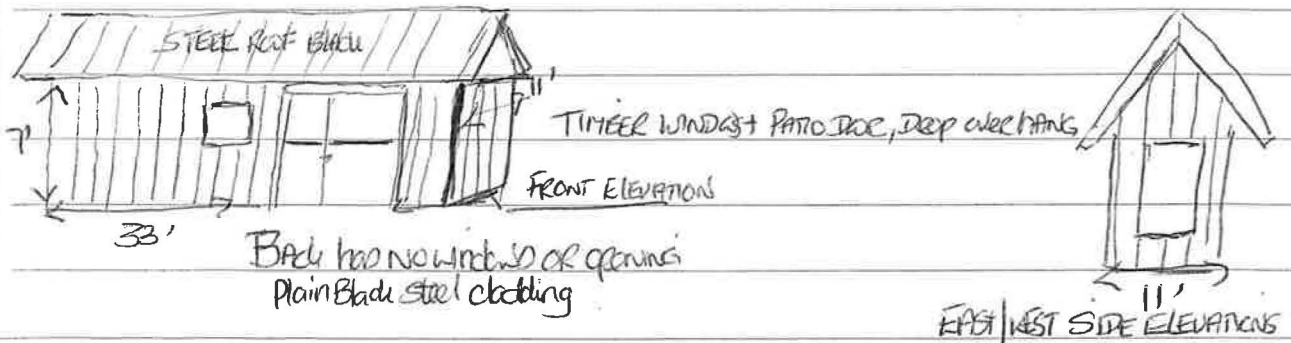 STEEL ROOF BLACK
11'
7'
TIMBER WINDOWS + PATIO DOOR, DEEP OVERHANG
FRONT ELEVATION
33'
BACK has NO windows OR opening
Plain Black steel cladding
11'
EAST/WEST SIDE ELEVATIONS